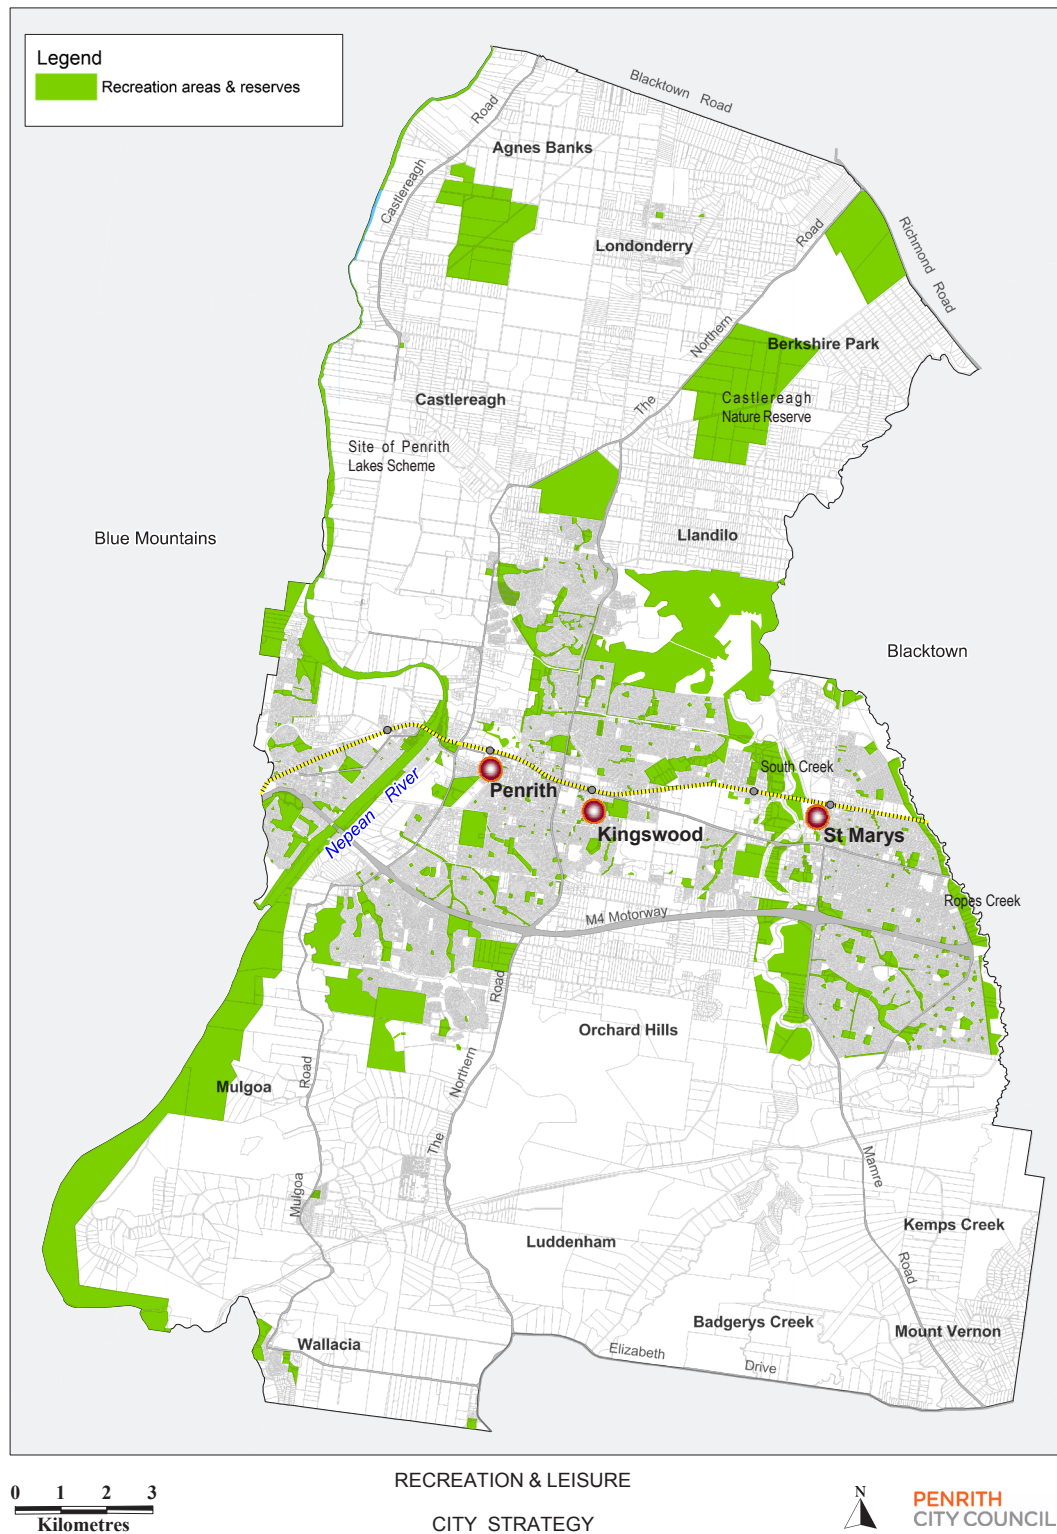 Legend
Recreation areas & reserves
Blacktown Road
Castlereagh Road
Agnes Banks
Londonderry
Richmond Road
The Northern Road
Berkshire Park
Castlereagh
Nature Reserve
Castlereagh
Site of Penrith
Lakes Scheme
Blue Mountains
Llandilo
Blacktown
South Creek
Nepean River
Penrith
Kingswood
St Marys
Ropes Creek
M4 Motorway
Orchard Hills
The Northern Road
Mulgoa
Mulgoa Road
Mamre Road
Kemps Creek
Luddenham
Badgerys Creek
Mount Vernon
Wallacia
Elizabeth Drive
0 1 2 3
Kilometres
RECREATION & LEISURE
CITY STRATEGY
N
PENRITH
CITY COUNCIL